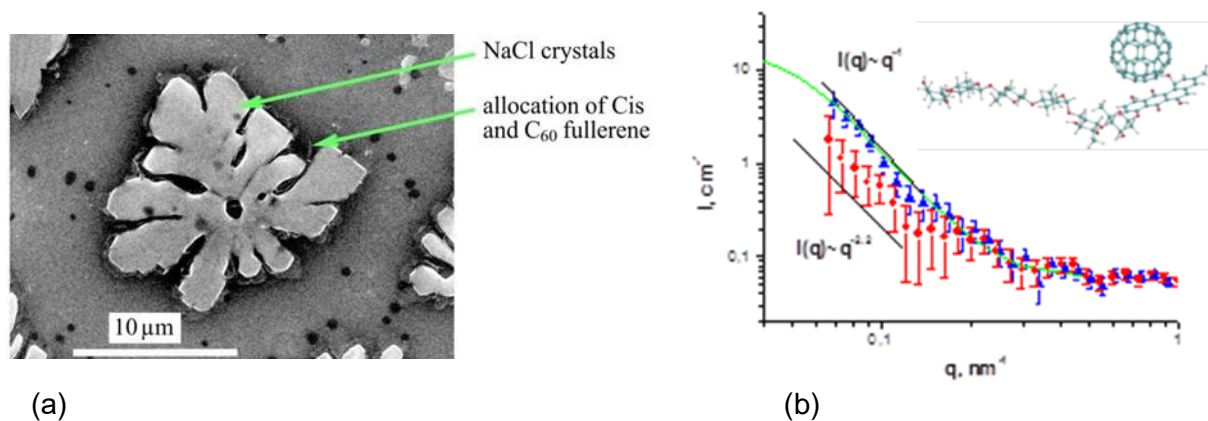 NaCl crystals
allocation of Cis
and C₆₀ fullerene
10 µm
(a)
I(q)~ q⁻⁴
I(q)~ q⁻²·²
I, cm⁻¹
10
1
0,1
0,1
1
q, nm⁻¹
(b)